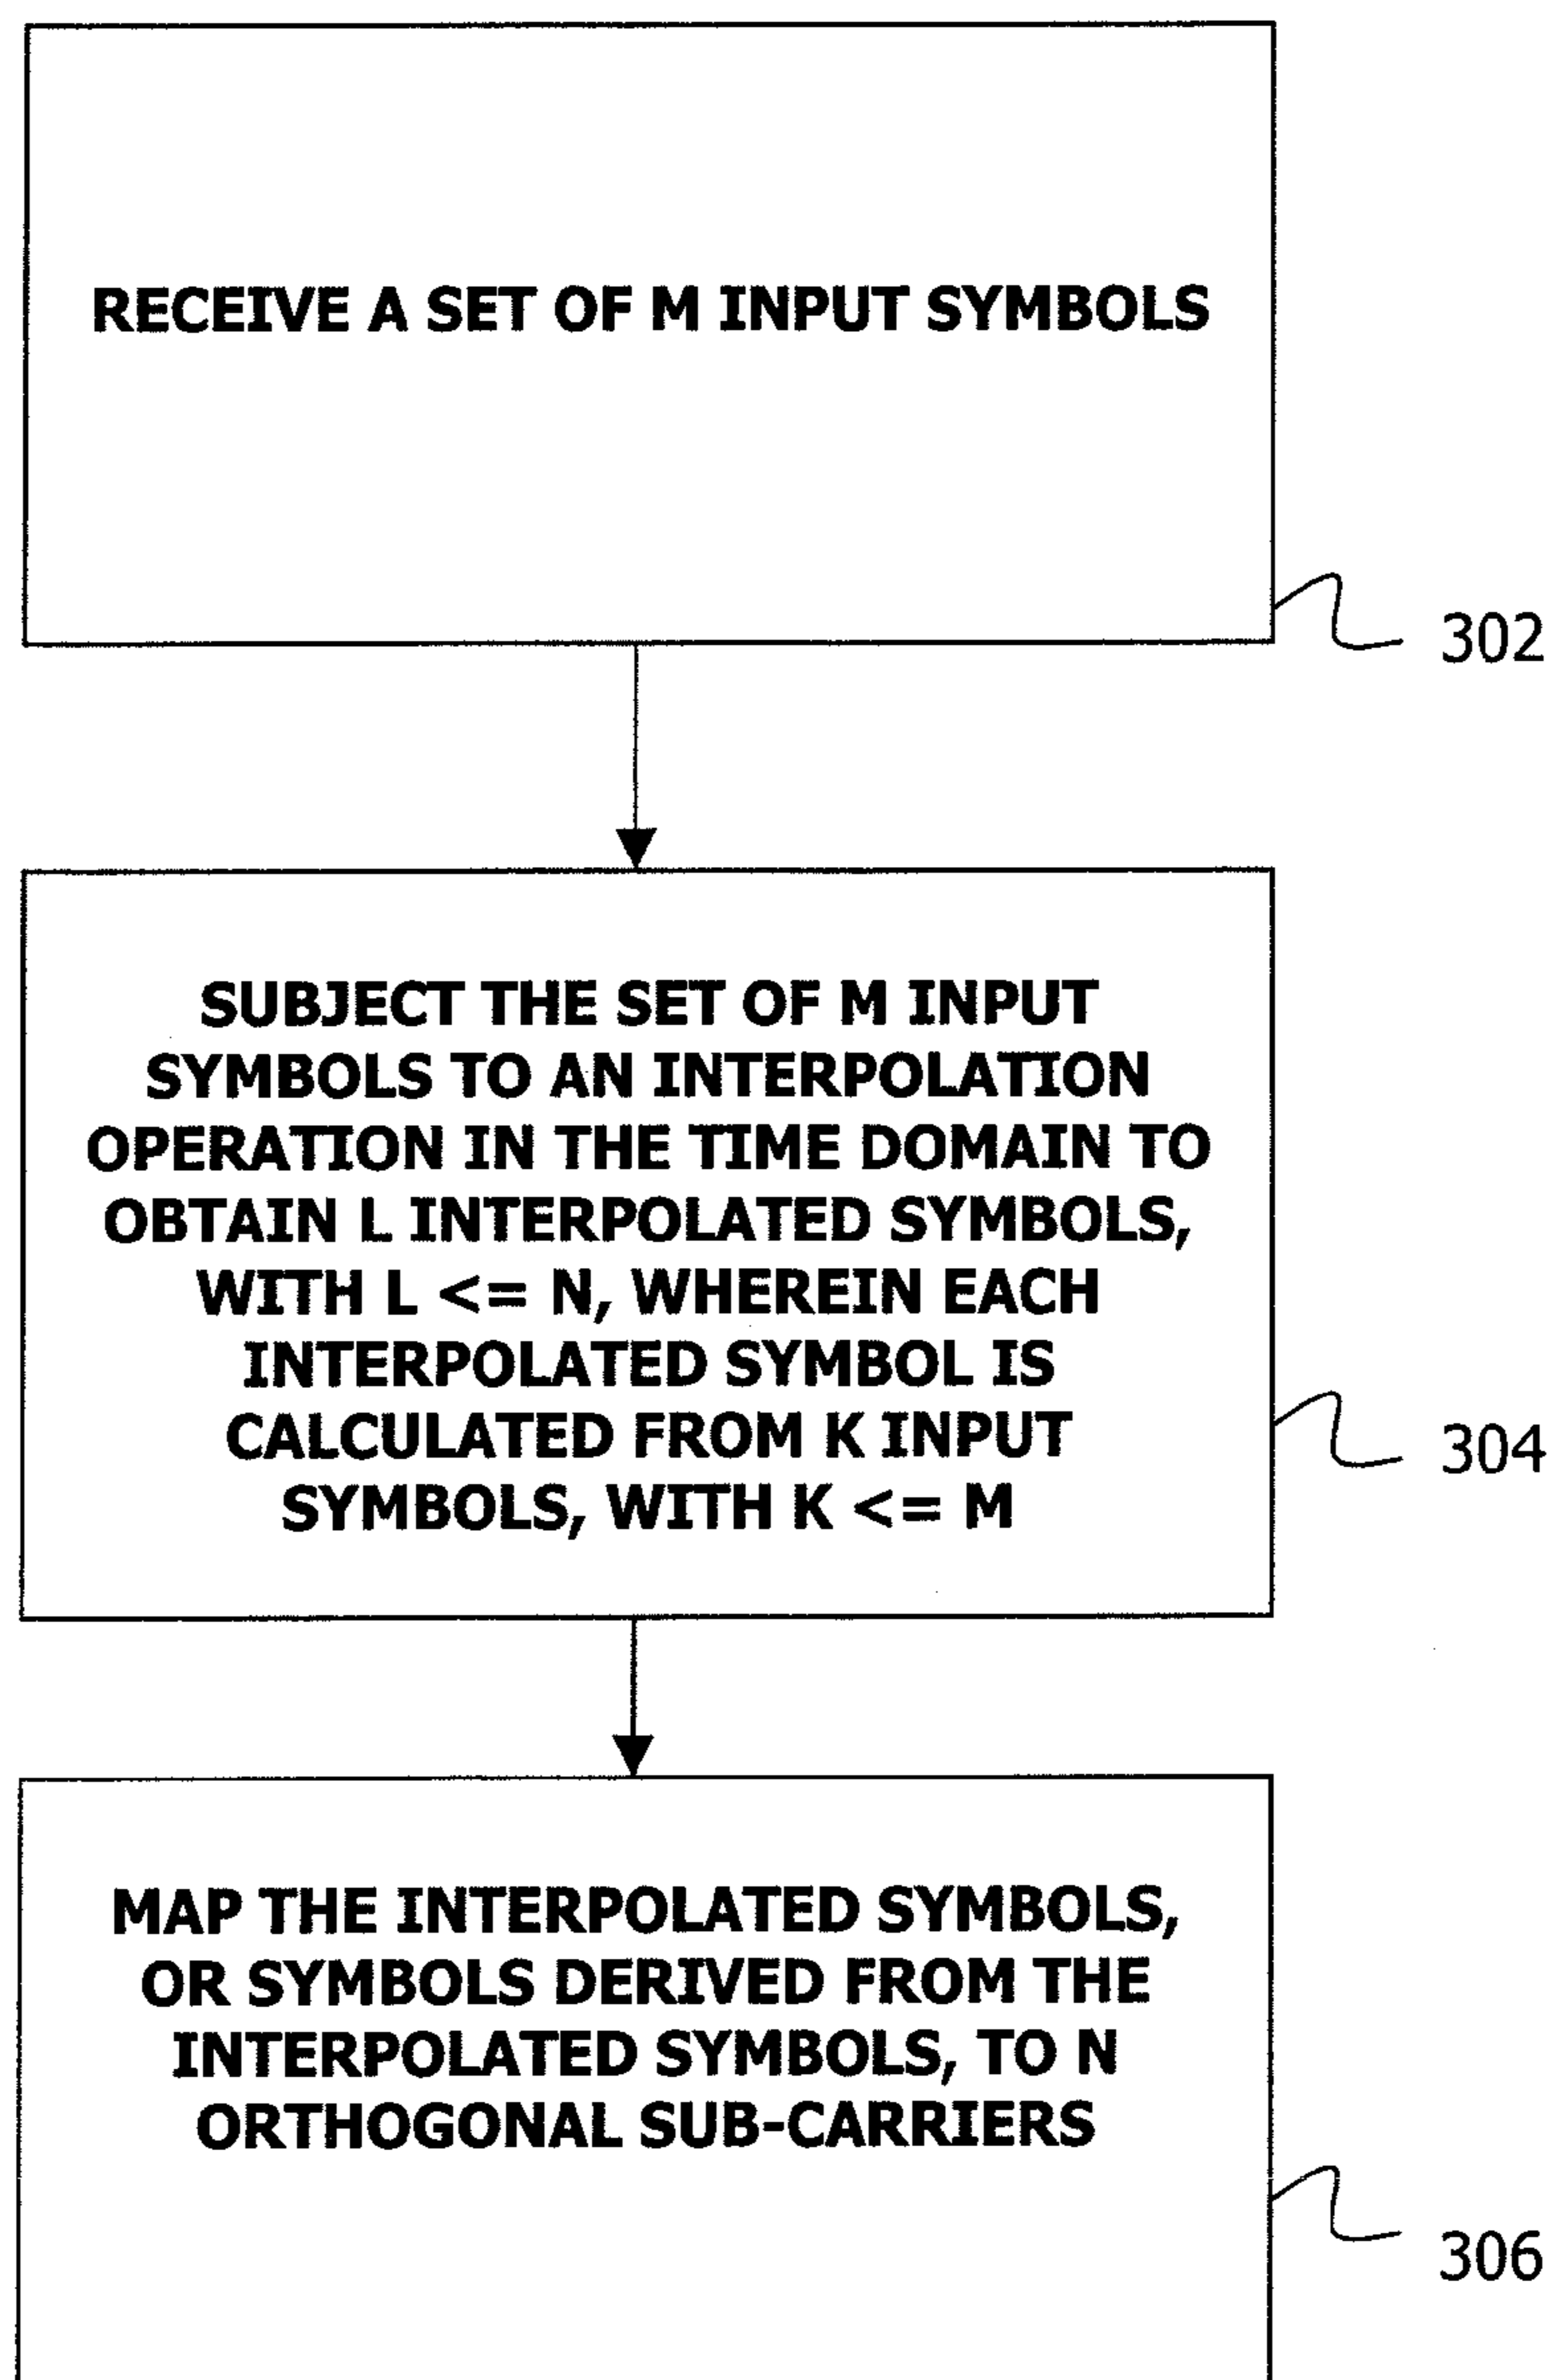 RECEIVE A SET OF M INPUT SYMBOLS
302
SUBJECT THE SET OF M INPUT
SYMBOLS TO AN INTERPOLATION
OPERATION IN THE TIME DOMAIN TO
OBTAIN L INTERPOLATED SYMBOLS,
WITH L <= N, WHEREIN EACH
INTERPOLATED SYMBOL IS
CALCULATED FROM K INPUT
SYMBOLS, WITH K <= M
304
MAP THE INTERPOLATED SYMBOLS,
OR SYMBOLS DERIVED FROM THE
INTERPOLATED SYMBOLS, TO N
ORTHOGONAL SUB-CARRIERS
306